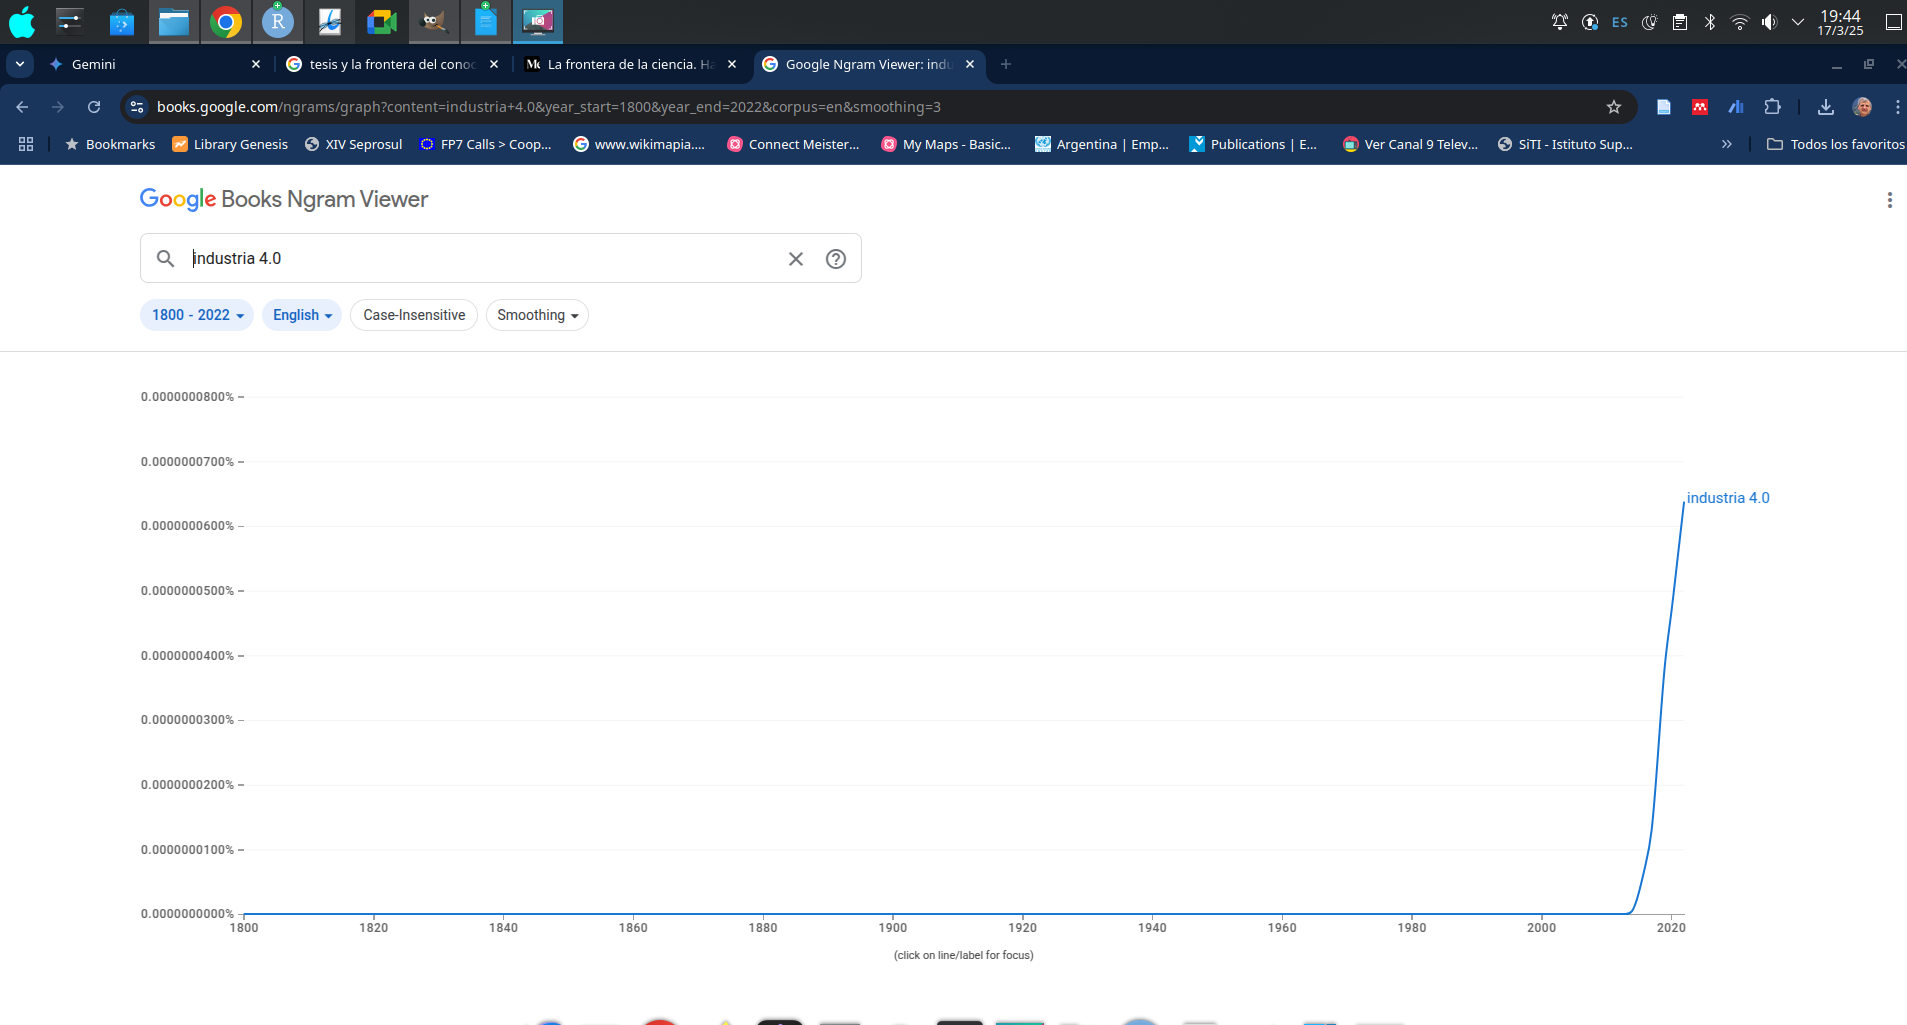 19:44
ES
17/3/25
Gemini
tesis y la frontera del cono
La frontera de la ciencia. Ha
Google Ngram Viewer: indu
books.google.com/ngrams/graph?content=industria+4.0&year_start=1800&year_end=2022&corpus=en&smoothing=3
Bookmarks
Library Genesis
XIV Seprosul
FP7 Calls > Coop...
www.wikimapia....
Connect Meister...
My Maps - Basic...
Argentina | Emp...
Publications | E...
Ver Canal 9 Telev...
SiTI - Istituto Sup...
»
Todos los favoritos
Google Books Ngram Viewer
industria 4.0
1800 - 2022
English
Case-Insensitive
Smoothing
0.0000000800%
0.0000000700%
industria 4.0
0.0000000600%
0.0000000500%
0.0000000400%
0.0000000300%
0.0000000200%
0.0000000100%
0.0000000000%
1800 1820 1840 1860 1880 1900 1920 1940 1960 1980 2000 2020
(click on line/label for focus)